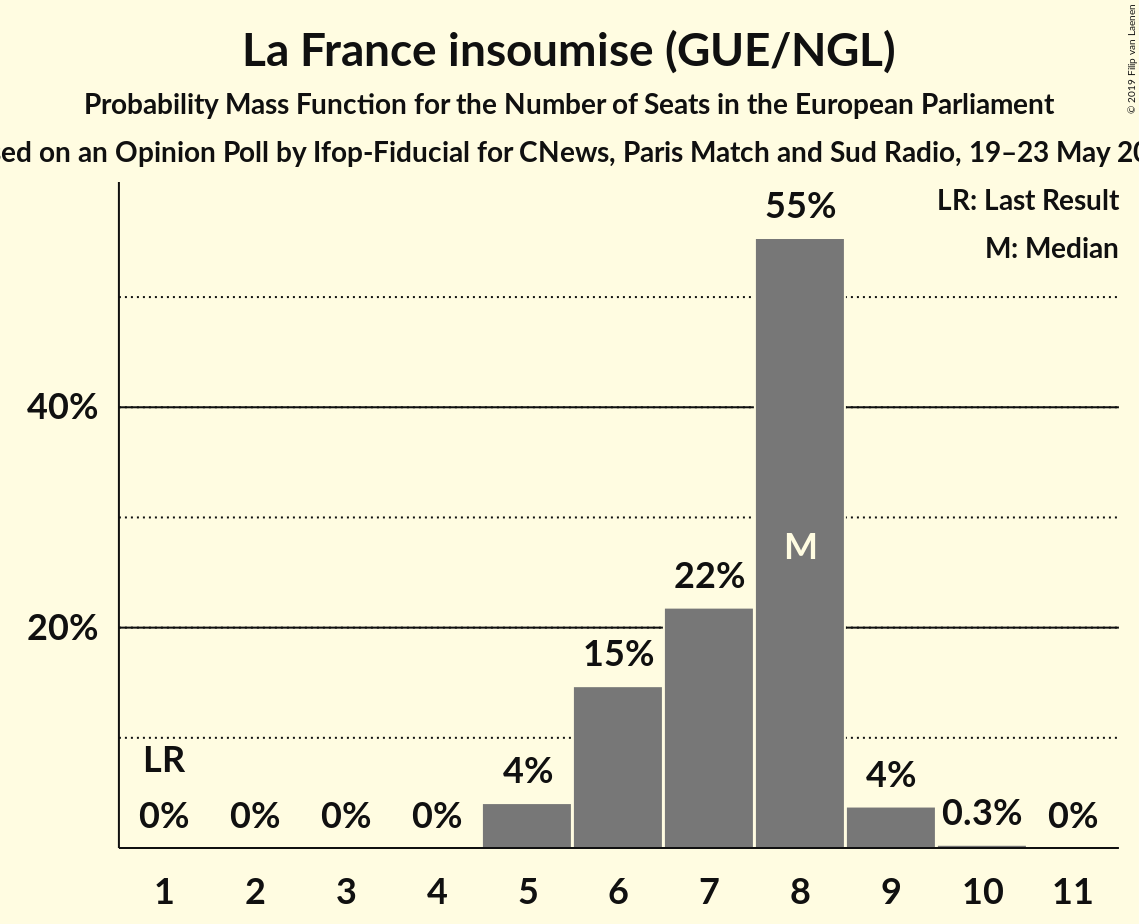 La France insoumise (GUE/NGL)
Probability Mass Function for the Number of Seats in the European Parliament
on an Opinion Poll by Ifop-Fiducial for CNews, Paris Match and Sud Radio, 19–23 May
© 2019 Filip van Laenen
LR: Last Result
M: Median
55%
40%
M
22%
20%
15%
LR
4%
4%
0% 0% 0% 0% 0.3% 0%
1 2 3 4 5 6 7 8 9 10 11